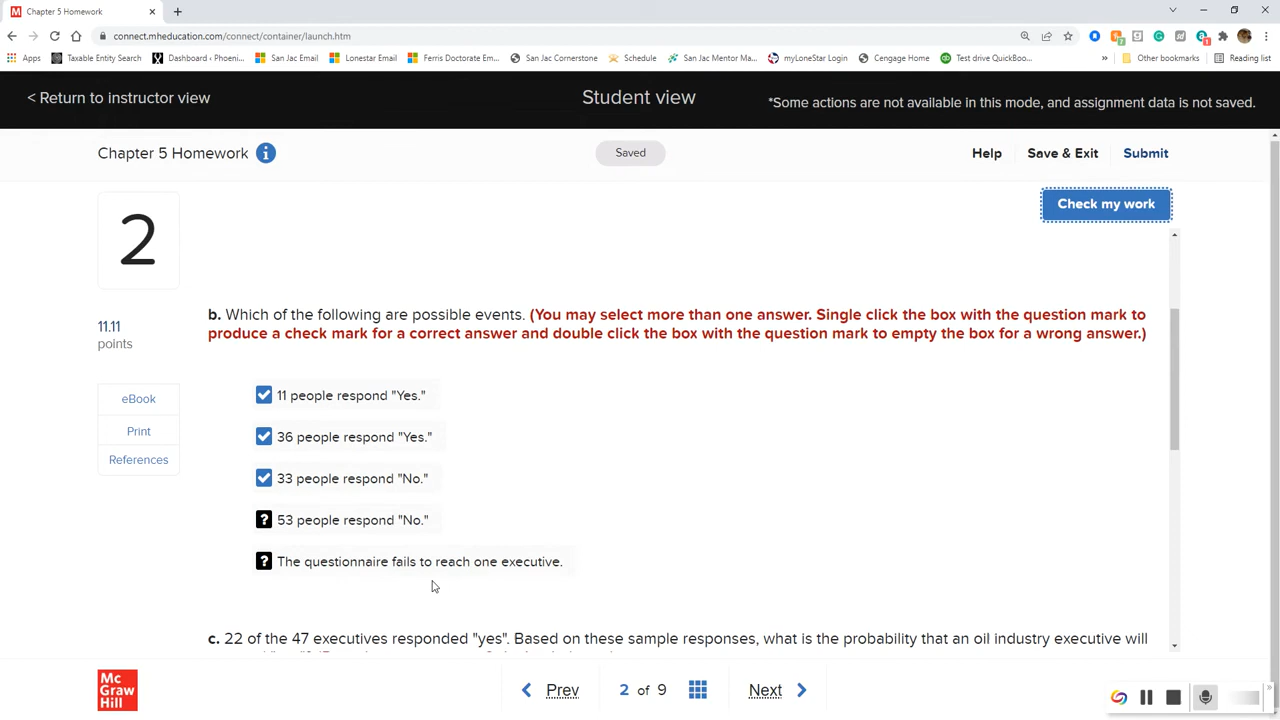 Chapter 5 Homework
connect.mheducation.com/connect/container/launch.htm
Apps
Taxable Entity Search
Dashboard ‹ Phoeni...
San Jac Email
Lonestar Email
Ferris Doctorate Em...
San Jac Cornerstone
Schedule
San Jac Mentor Ma...
myLoneStar Login
Cengage Home
Test drive QuickBoo...
»
Other bookmarks
Reading list
< Return to instructor view
Student view
*Some actions are not available in this mode, and assignment data is not saved.
Chapter 5 Homework
Saved
Help
Save & Exit
Submit
2
Check my work
11.11
points
eBook
Print
References
b. Which of the following are possible events. (You may select more than one answer. Single click the box with the question mark to
produce a check mark for a correct answer and double click the box with the question mark to empty the box for a wrong answer.)
11 people respond "Yes."
36 people respond "Yes."
33 people respond "No."
? 53 people respond "No."
? The questionnaire fails to reach one executive.
c. 22 of the 47 executives responded "yes". Based on these sample responses, what is the probability that an oil industry executive will
Mc
Graw
Hill
Prev
2 of 9
Next